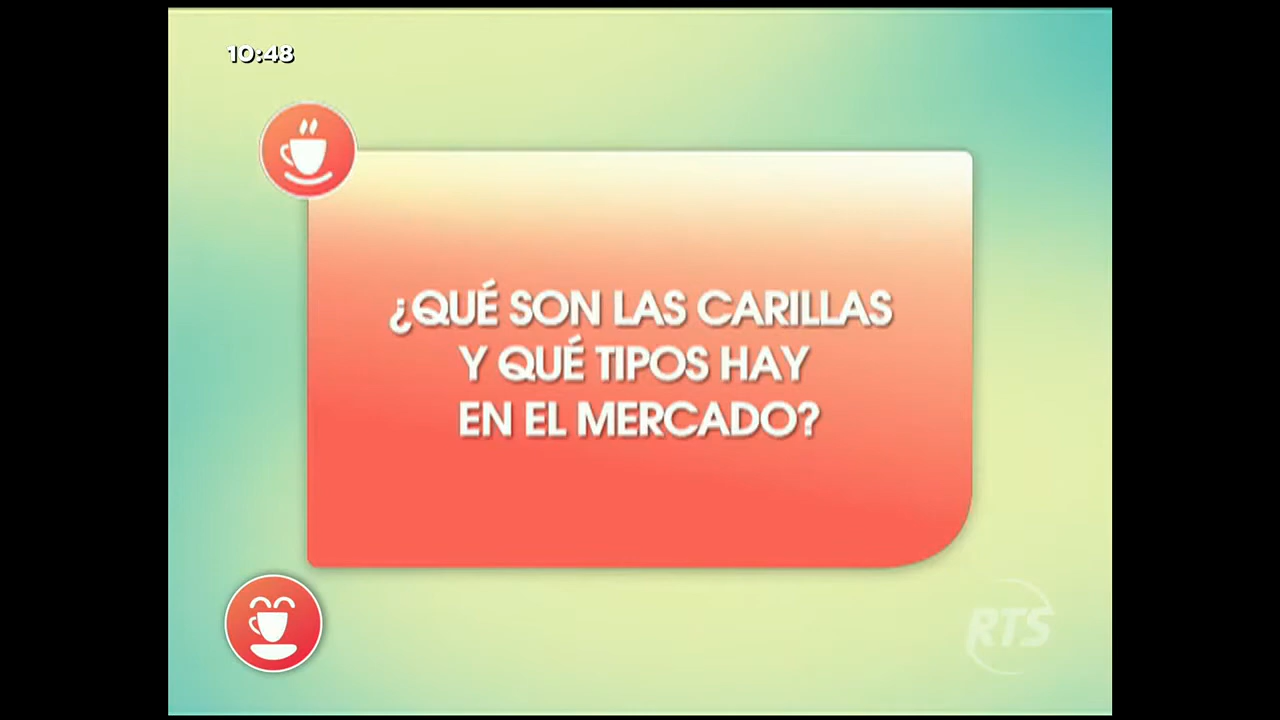 10:48
¿QUÉ SON LAS CARILLAS
Y QUÉ TIPOS HAY
EN EL MERCADO?
RTS